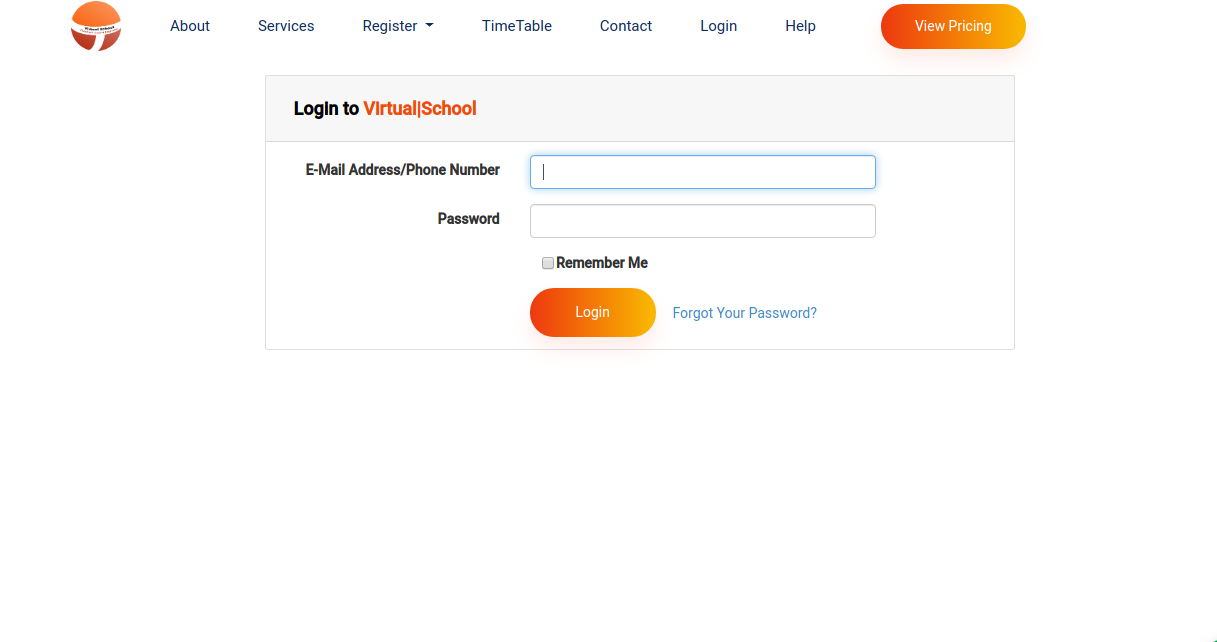 About Services Register TimeTable Contact Login Help View Pricing
Login to Virtual|School
E-Mail Address/Phone Number
Password
Remember Me
Login Forgot Your Password?